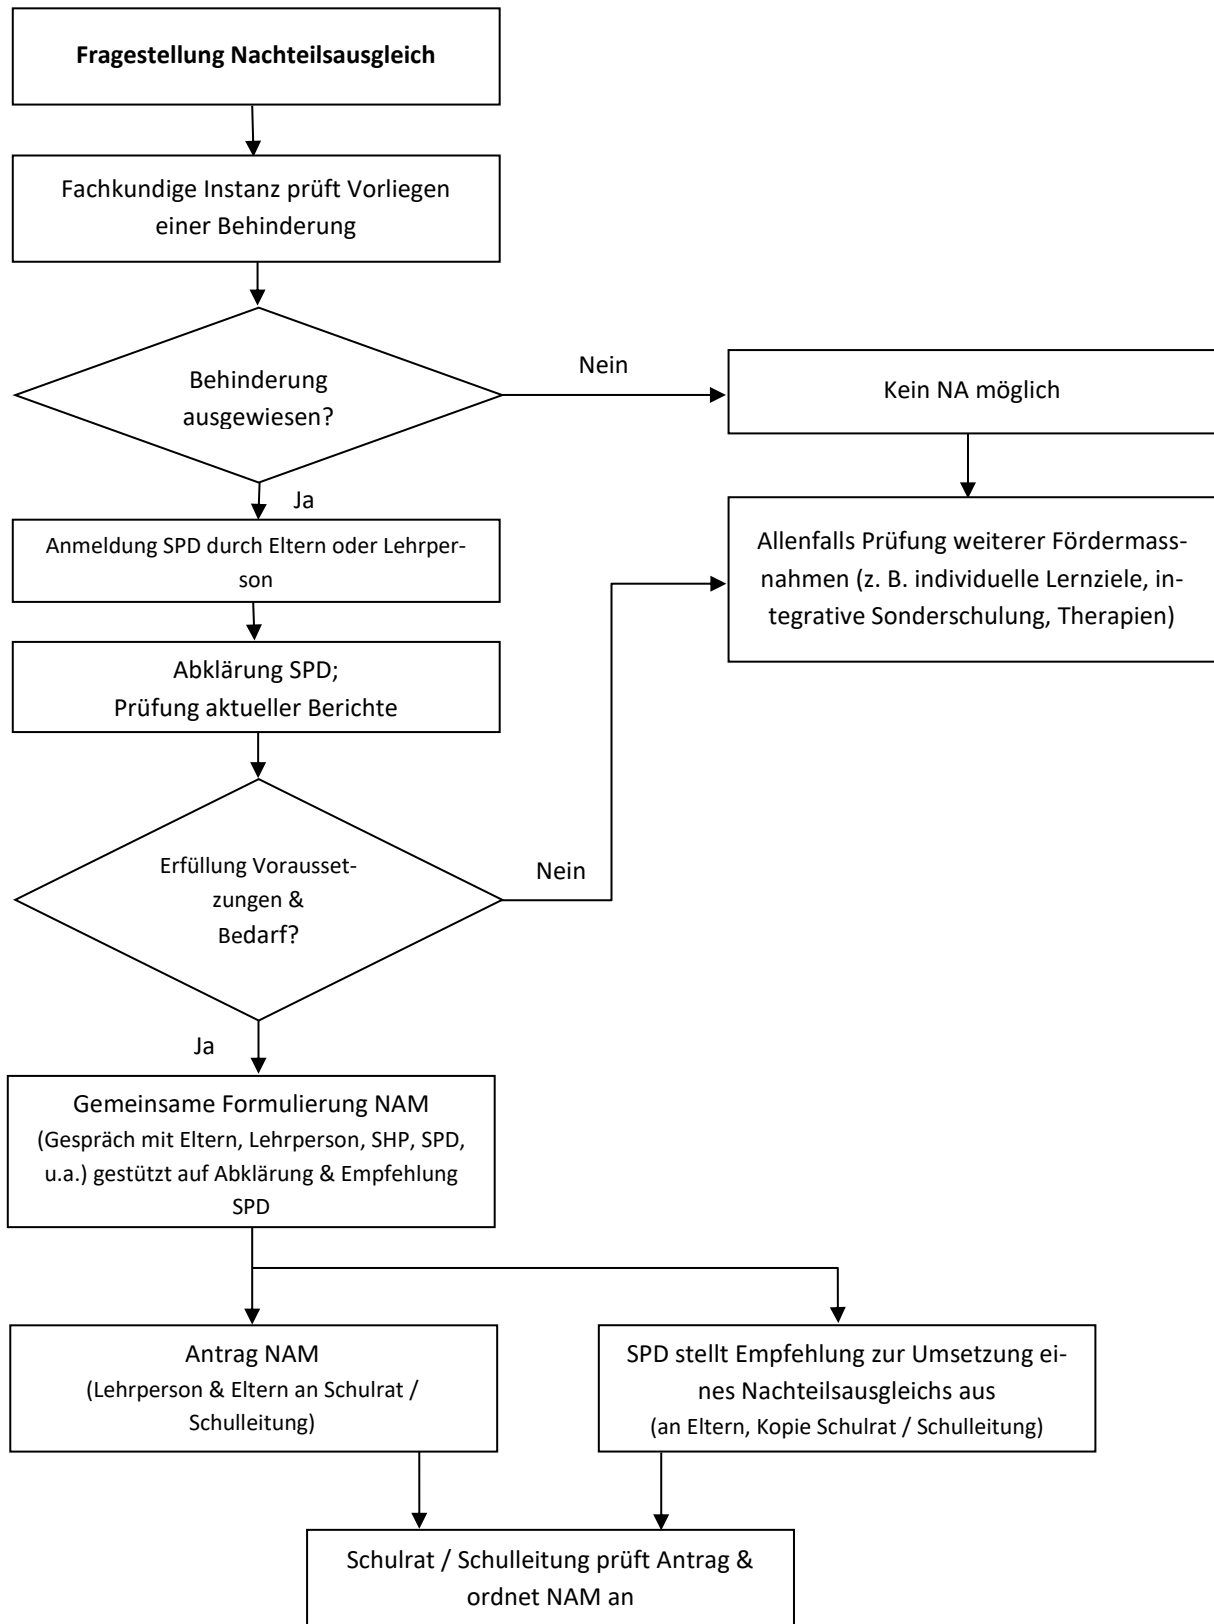 Fragestellung Nachteilsausgleich
Fachkundige Instanz prüft Vorliegen
einer Behinderung
Behinderung
ausgewiesen?
Nein
Kein NA möglich
Ja
Anmeldung SPD durch Eltern oder Lehrper-
son
Allenfalls Prüfung weiterer Fördermass-
nahmen (z. B. individuelle Lernziele, in-
tegrative Sonderschulung, Therapien)
Abklärung SPD;
Prüfung aktueller Berichte
Erfüllung Vorausset-
zungen &
Bedarf?
Nein
Ja
Gemeinsame Formulierung NAM
(Gespräch mit Eltern, Lehrperson, SHP, SPD,
u.a.) gestützt auf Abklärung & Empfehlung
SPD
Antrag NAM
(Lehrperson & Eltern an Schulrat /
Schulleitung)
SPD stellt Empfehlung zur Umsetzung ei-
nes Nachteilsausgleichs aus
(an Eltern, Kopie Schulrat / Schulleitung)
Schulrat / Schulleitung prüft Antrag &
ordnet NAM an